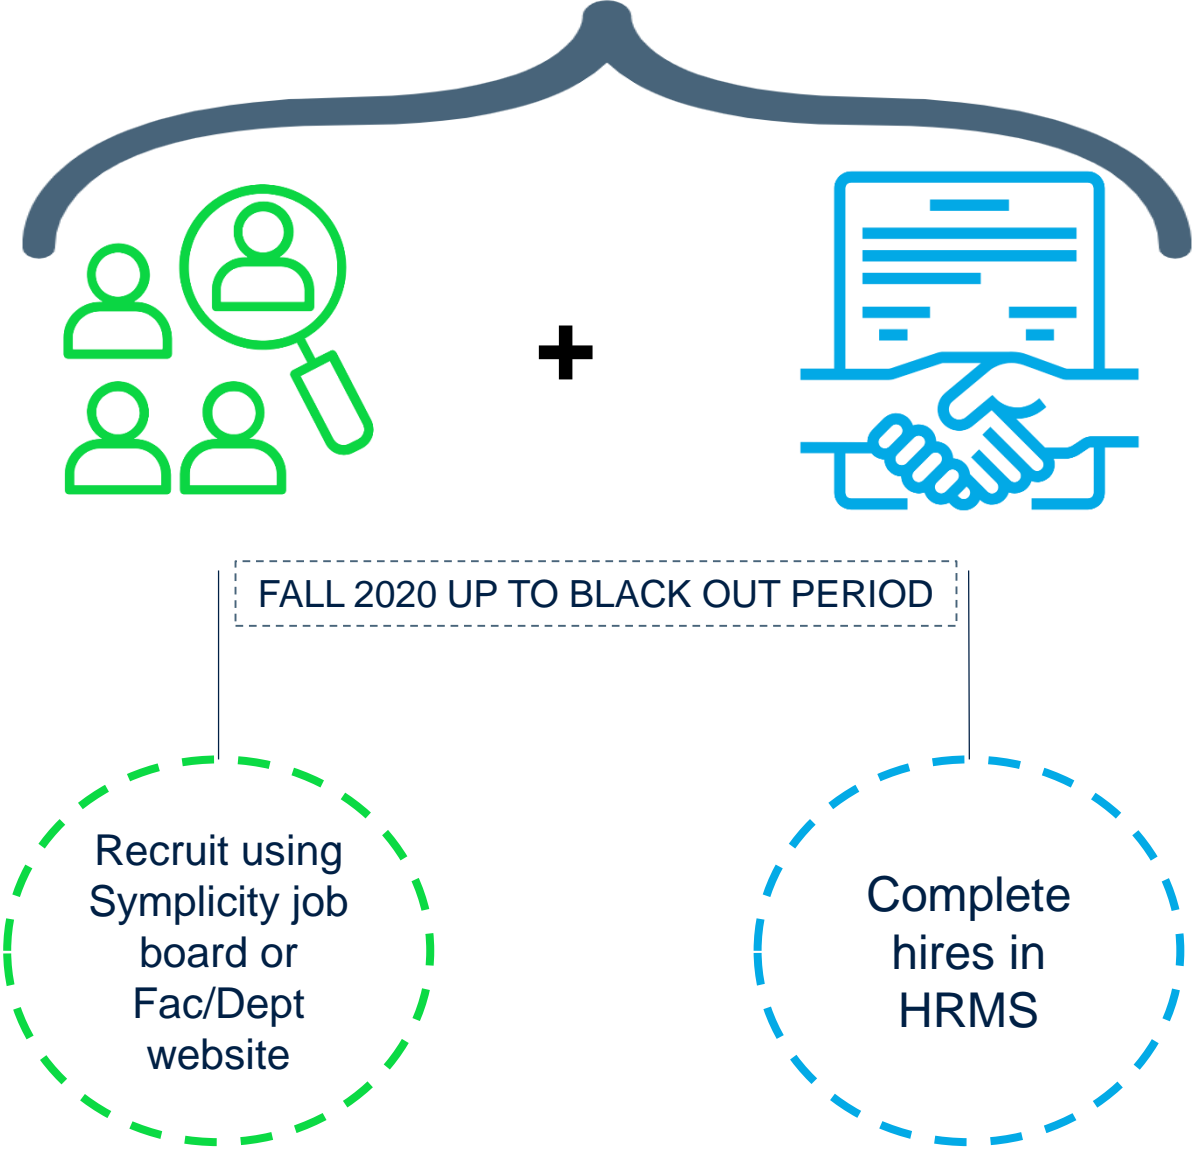 FALL 2020 UP TO BLACK OUT PERIOD
Recruit using
Symplicity job
board or
Fac/Dept
website
Complete
hires in
HRMS